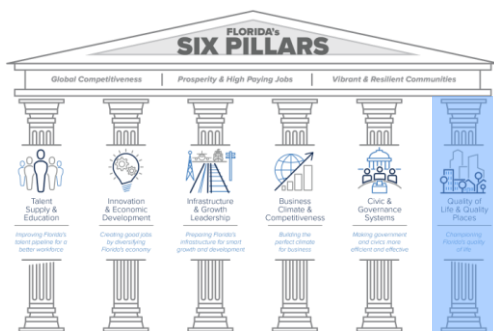 FLORIDA's
SIX PILLARS
Global Competitiveness | Prosperity & High Paying Jobs | Vibrant & Resilient Communities
Talent
Supply &
Education
Improving Florida's
talent pipeline for a
better workforce
Innovation
& Economic
Development
Creating good jobs
by diversifying
Florida's economy
Infrastructure
& Growth
Leadership
Preparing Florida's
infrastructure for smart
growth and development
Business
Climate &
Competitiveness
Building the
perfect climate
for business
Civic &
Governance
Systems
Making government
and civics more
efficient and effective
Quality of
Life & Quality
Places
Championing
Florida's quality
of life